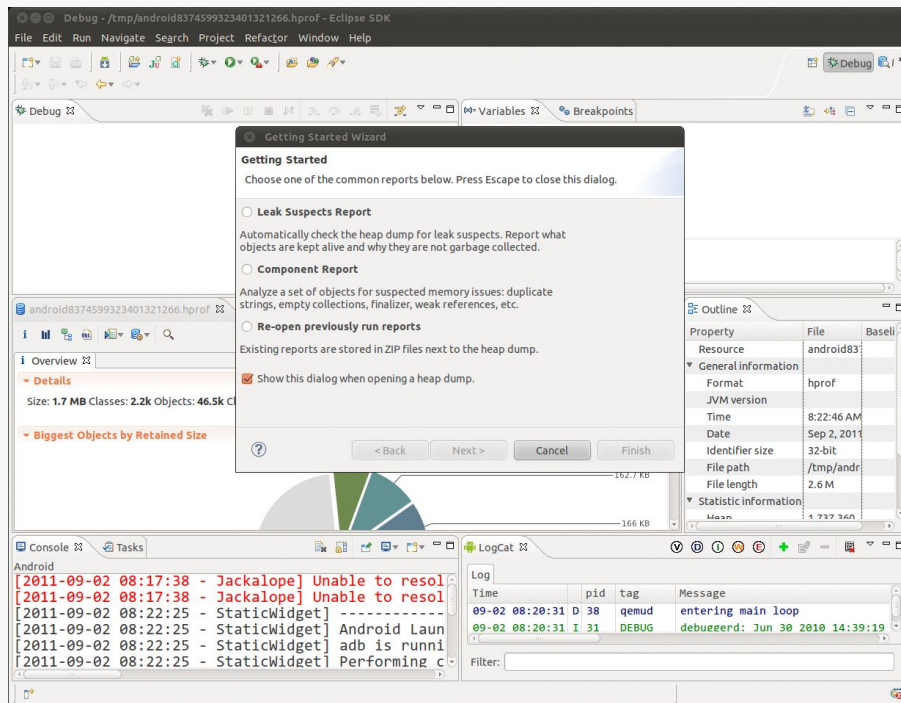 Debug - /tmp/android8374599323401321266.hprof - Eclipse SDK
File Edit Run Navigate Search Project Refactor Window Help
Debug
Debug
Variables
Breakpoints
Getting Started Wizard
Getting Started
Choose one of the common reports below. Press Escape to close this dialog.
Leak Suspects Report
Automatically check the heap dump for leak suspects. Report what
objects are kept alive and why they are not garbage collected.
Component Report
Analyze a set of objects for suspected memory issues: duplicate
strings, empty collections, finalizer, weak references, etc.
Re-open previously run reports
Existing reports are stored in ZIP files next to the heap dump.
Show this dialog when opening a heap dump.
< Back
Next >
Cancel
Finish
android8374599323401321266.hprof
i Overview
Details
Size: 1.7 MB Classes: 2.2k Objects: 46.5k Cl
Biggest Objects by Retained Size
162.7 KB
166 KB
Outline
Property File Baseli
Resource android83
General information
Format hprof
JVM version
Time 8:22:46 AM
Date Sep 2, 2011
Identifier size 32-bit
File path /tmp/andr
File length 2.6 M
Statistic information
Heap 1,737,360
Console
Tasks
Android
[2011-09-02 08:17:38 - Jackalope] Unable to resol
[2011-09-02 08:17:38 - Jackalope] Unable to resol
[2011-09-02 08:22:25 - StaticWidget] ------------
[2011-09-02 08:22:25 - StaticWidget] Android Laun
[2011-09-02 08:22:25 - StaticWidget] adb is runni
[2011-09-02 08:22:25 - StaticWidget] Performing c
LogCat
V D I W E
Log
Time pid tag Message
09-02 08:20:31 D 38 qemud entering main loop
09-02 08:20:31 I 31 DEBUG debuggerd: Jun 30 2010 14:39:19
Filter: